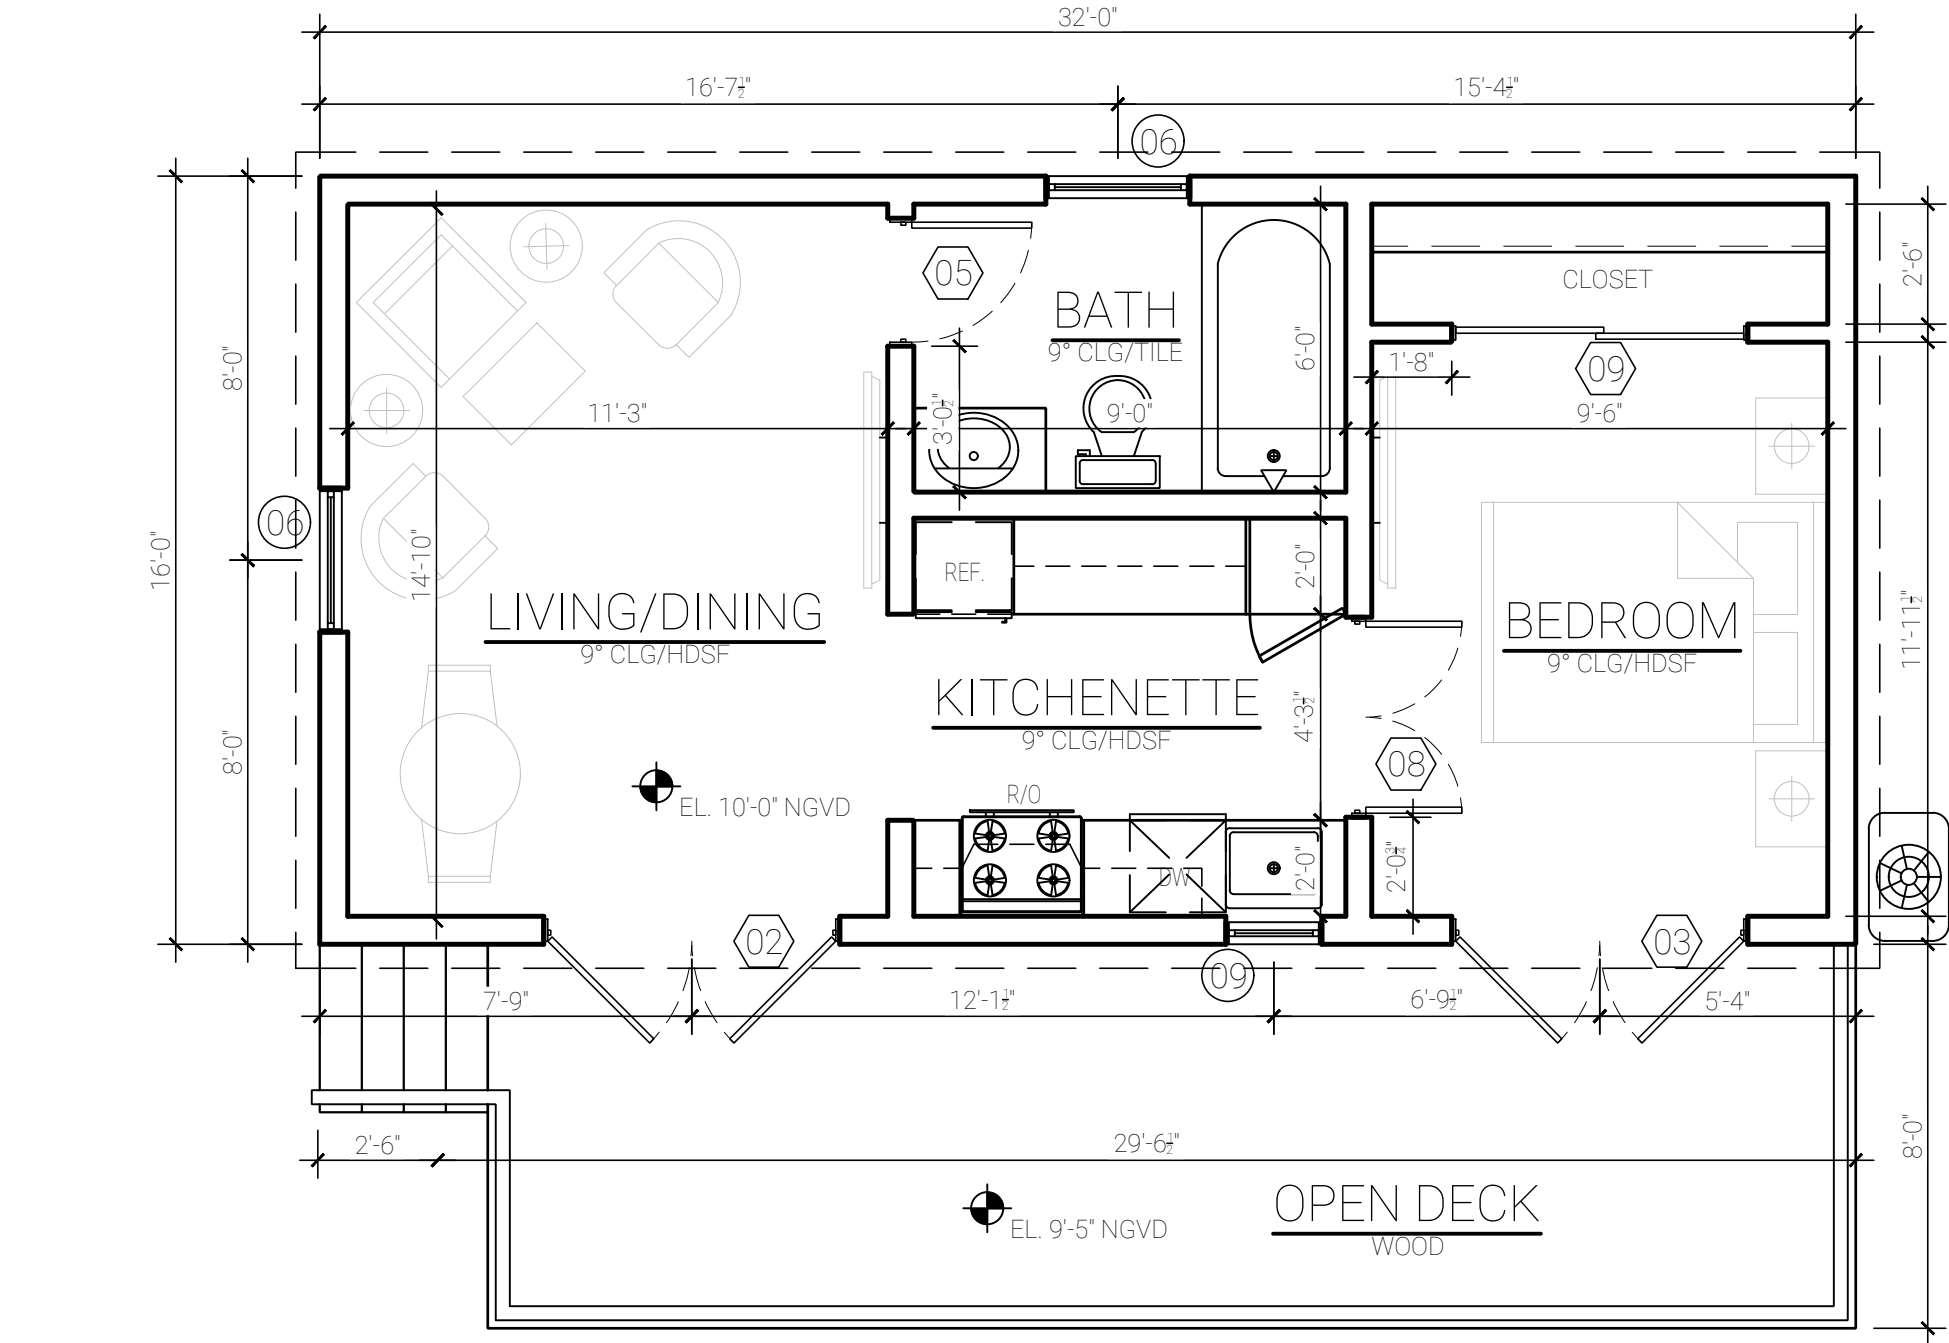 32'-0"
16'-7½"
15'-4½"
06
05
BATH
9° CLG/TILE
CLOSET
2'-6"
8'-0"
6'-0"
1'-8"
09
11'-3"
3'-0½"
9'-0"
9'-6"
06
16'-0"
14'-10"
REF.
2'-0"
LIVING/DINING
9° CLG/HDSF
BEDROOM
9° CLG/HDSF
11'-11½"
KITCHENETTE
9° CLG/HDSF
4'-3½"
8'-0"
08
EL. 10'-0" NGVD
R/O
DW
2'-0"
2'-0¾"
02
03
09
7'-9"
12'-1½"
6'-9½"
5'-4"
2'-6"
29'-6½"
8'-0"
EL. 9'-5" NGVD
OPEN DECK
WOOD